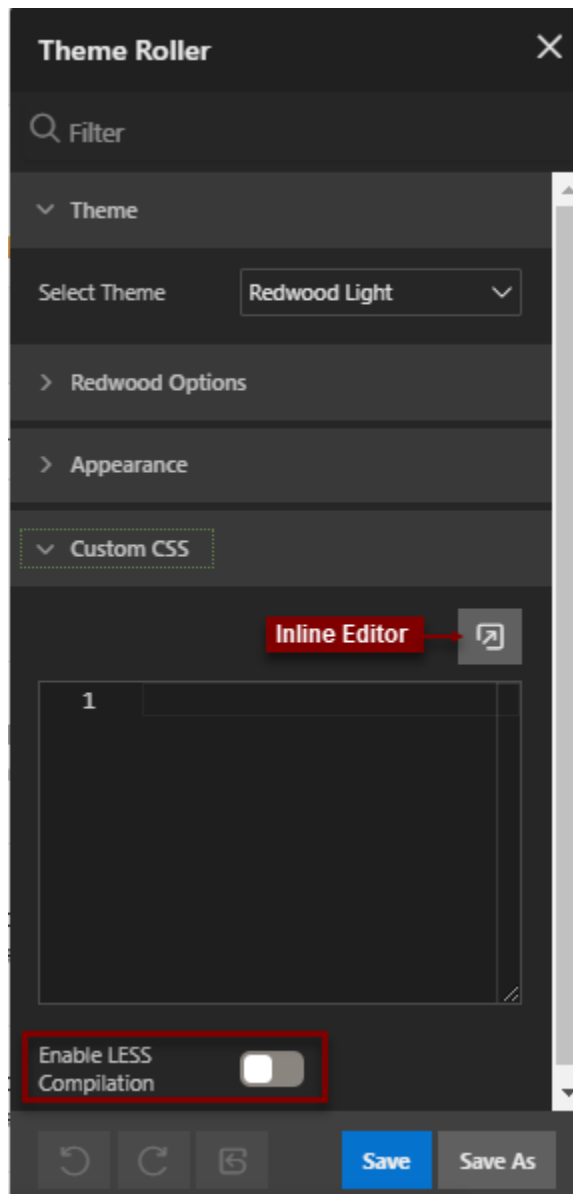 Theme Roller
Filter
Theme
Select Theme Redwood Light
Redwood Options
Appearance
Custom CSS
Inline Editor
1
Enable LESS
Compilation
Save Save As